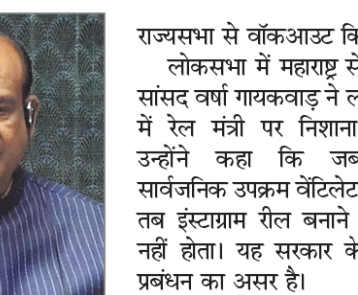 राज्यसभा से वॉकआउट कि
लोकसभा में महाराष्ट्र से
सांसद वर्षा गायकवाड़ ने ल
में रेल मंत्री पर निशाना
उन्होंने कहा कि जब
सार्वजनिक उपक्रम वेंटिलेट
तब इंस्टाग्राम रील बनाने
नहीं होता। यह सरकार के
प्रबंधन का असर है।